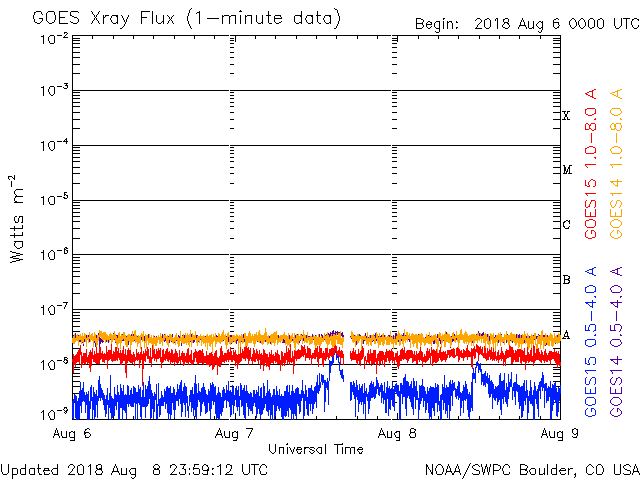 GOES Xray Flux (1-minute data)
Begin: 2018 Aug 6 0000 UTC
10⁻²
10⁻³
10⁻⁴
10⁻⁵
10⁻⁶
10⁻⁷
10⁻⁸
10⁻⁹
Watts m⁻²
X
M
C
B
A
GOES15 1.0-8.0 A
GOES14 1.0-8.0 A
GOES15 0.5-4.0 A
GOES14 0.5-4.0 A
Aug 6 Aug 7 Aug 8 Aug 9
Universal Time
Updated 2018 Aug 8 23:59:12 UTC
NOAA/SWPC Boulder, CO USA